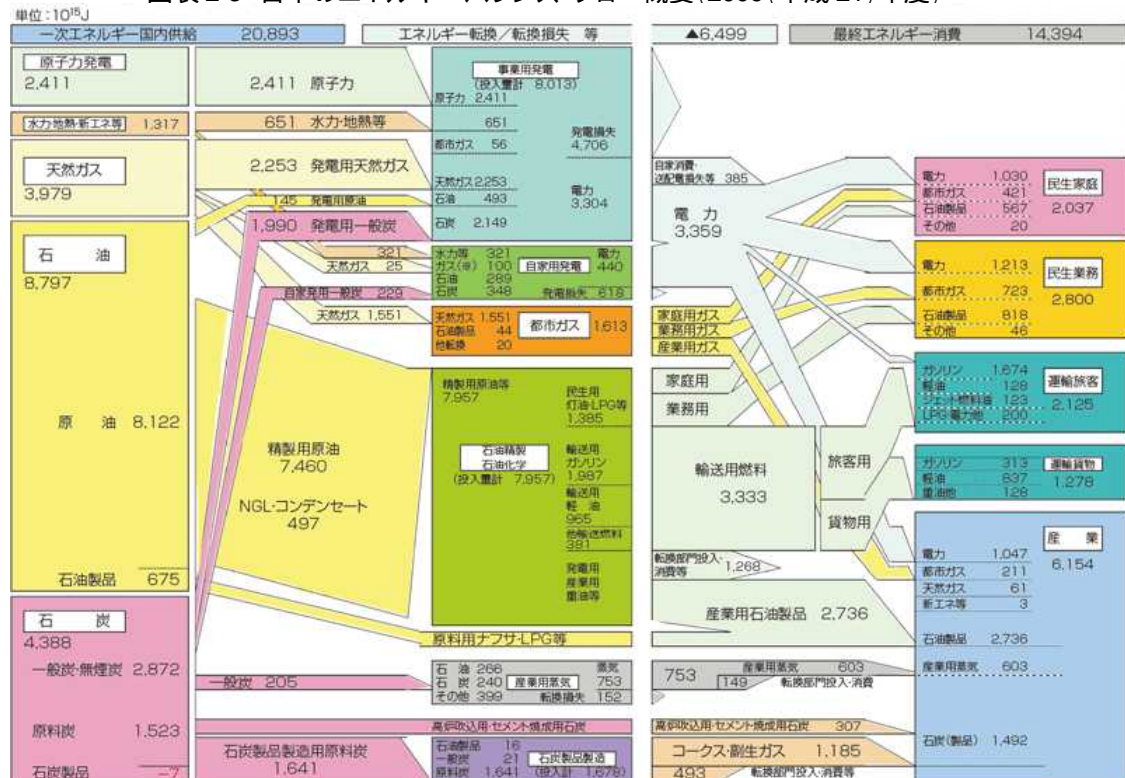 単位:10¹⁵J
一次エネルギー国内供給 20,893
エネルギー転換/転換損失 等
▲6,499
最終エネルギー消費 14,394
原子力発電
2,411
2,411 原子力
水力・地熱・新エネ等 1,317
651 水力・地熱等
天然ガス
3,979
2,253 発電用天然ガス
145 発電用原油
1,990 発電用一般炭
石 油
8,797
321
天然ガス 25
自家発用一般炭 229
天然ガス 1,551
原 油 8,122
精製用原油
7,460
NGL・コンデンセート
497
石油製品 675
石 炭
4,388
一般炭・無煙炭 2,872
一般炭 205
原料炭 1,523
石炭製品製造用原料炭
1,641
石炭製品 -7
事業用発電
(投入量計 8,013)
原子力 2,411
651
都市ガス 56
発電損失
4,706
天然ガス 2,253
石油 493
電力
3,304
石炭 2,149
水力等 321
ガス(※) 100
石油 289
石炭 348
自家用発電
電力
440
発電損失 618
天然ガス 1,551
石油製品 44
他転換 20
都市ガス 1,613
精製用原油等
7,957
民生用
灯油・LPG等
1,385
石油精製
石油化学
(投入量計 7,957)
輸送用
ガソリン
1,987
輸送用
軽 油
965
他輸送燃料
381
発電用
産業用
重油等
原料用ナフサ・LPG等
石 油 266
石 炭 240
その他 399
産業用蒸気
蒸気
753
転換損失 152
高炉吹込用・セメント焼成用石炭
石油製品 16
一般炭 21
原料炭 1,641
石炭製品製造
(投入計 1,678)
自家消費・
送配電損失等 385
電 力
3,359
家庭用ガス
業務用ガス
産業用ガス
家庭用
業務用
輸送用燃料
3,333
旅客用
貨物用
転換部門投入・
消費等 1,268
産業用石油製品 2,736
753
産業用蒸気 603
149 転換部門投入・消費
高炉吹込用・セメント焼成用石炭 307
コークス・副生ガス 1,185
493 転換部門投入・消費等
電力 1,030
都市ガス 421
石油製品 567
その他 20
民生家庭
2,037
電力 1,213
都市ガス 723
石油製品 818
その他 46
民生業務
2,800
ガソリン 1,674
軽油 128
ジェット燃料油 123
LPG・電力他 200
運輸旅客
2,125
ガソリン 313
軽油 837
重油他 128
運輸貨物
1,278
産 業
6,154
電力 1,047
都市ガス 211
天然ガス 61
新エネ等 3
石油製品 2,736
産業用蒸気 603
石炭(製品) 1,492